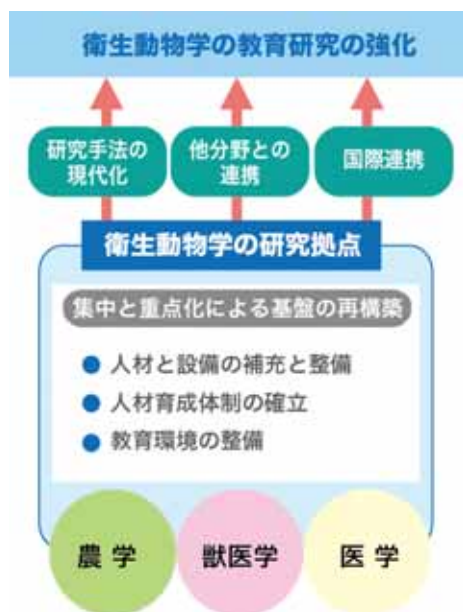 衛生動物学の教育研究の強化
研究手法の
現代化
他分野との
連携
国際連携
衛生動物学の研究拠点
集中と重点化による基盤の再構築
● 人材と設備の補充と整備
● 人材育成体制の確立
● 教育環境の整備
農 学
獣医学
医 学